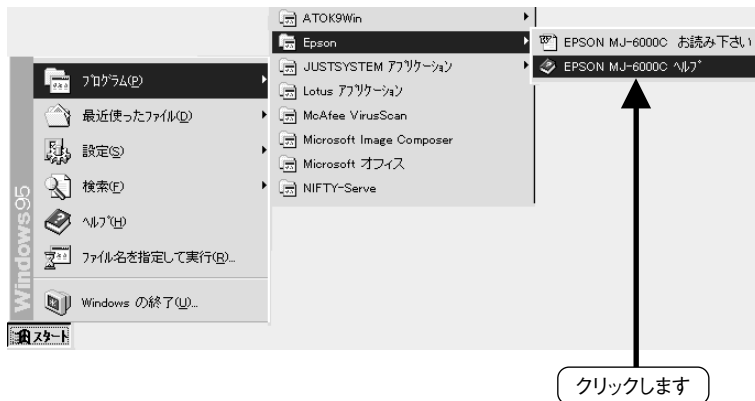 ATOK9Win
Epson
JUSTSYSTEM アプリケーション
Lotus アプリケーション
McAfee VirusScan
Microsoft Image Composer
Microsoft オフィス
NIFTY-Serve
EPSON MJ-6000C お読み下さい
EPSON MJ-6000C ヘルプ
プログラム(P)
最近使ったファイル(D)
設定(S)
検索(F)
ヘルプ(H)
ファイル名を指定して実行(R)...
Windows の終了(U)...
Windows95
スタート
クリックします